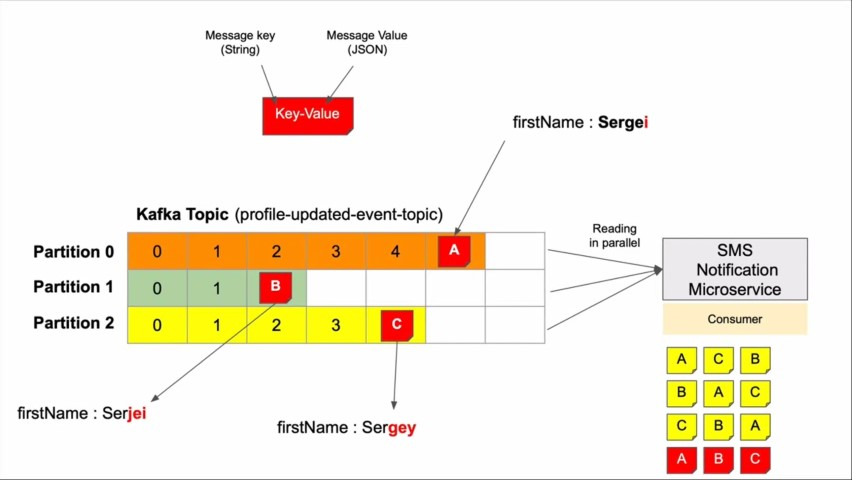 Message key
(String)
Message Value
(JSON)
Key-Value
firstName : Sergei
Kafka Topic (profile-updated-event-topic)
Partition 0
0 1 2 3 4 A
Partition 1
0 1 B
Partition 2
0 1 2 3 C
Reading
in parallel
SMS
Notification
Microservice
Consumer
A C B
B A C
C B A
A B C
firstName : Serjei
firstName : Sergey